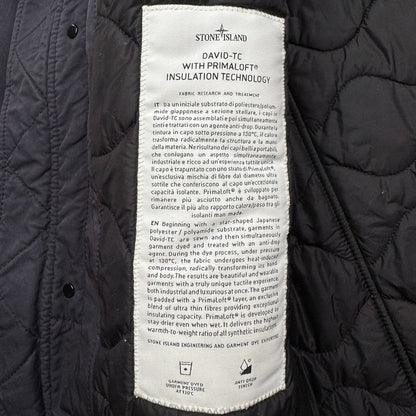 STONE ISLAND
DAVID-TC
WITH PRIMALOFT®
INSULATION TECHNOLOGY
FABRIC RESEARCH AND TREATMENT
IT Da un iniziale substrato di poliestere/poliam-
mide giapponese a sezione stellare, i capi in
David-TC sono assemblati e poi simultaneamente
tinti e trattati con un agente anti-drop. Durante la
tintura in capo sotto pressione a 130°C, il calore
trasforma radicalmente la struttura e la mano
della materia. Ne risultano dei capi belli e portabili,
che coniugano un aspetto simultaneamente
industriale e ricco ad un'esperienza tattile unica.
Il capo è trapuntato con uno strato di PrimaLoft®,
un'esclusiva mischia di fibre dal diametro ultra
sottile che conferiscono al capo un'eccezionale
capacità isolante. PrimaLoft® è sviluppato per
rimanere più asciutto anche da bagnato.
Garantisce il più alto rapporto calore/peso fra gli
isolanti man made.
EN Beginning with a star-shaped Japanese
polyester / polyamide substrate, garments in
David-TC are sewn and then simultaneously
garment dyed and treated with an anti-drop
agent. During the dye process, under pressure
at 130°C, the fabric undergoes heat-induced
compression, radically transforming its structure
and body. The results are beautiful and wearable
garments with a truly unique tactile experience,
both industrial and luxurious at once. The garment
is padded with a PrimaLoft® layer, an exclusive
blend of ultra thin fibres providing exceptional
insulating capacity. PrimaLoft® is developed to
stay drier even when wet. It delivers the highest
warmth-to-weight ratio of all synthetic insulations.
STONE ISLAND ENGINEERING AND GARMENT DYE EXPERTISE
GARMENT DYED
UNDER PRESSURE
AT 130°C
ANTI DROP
FINISH